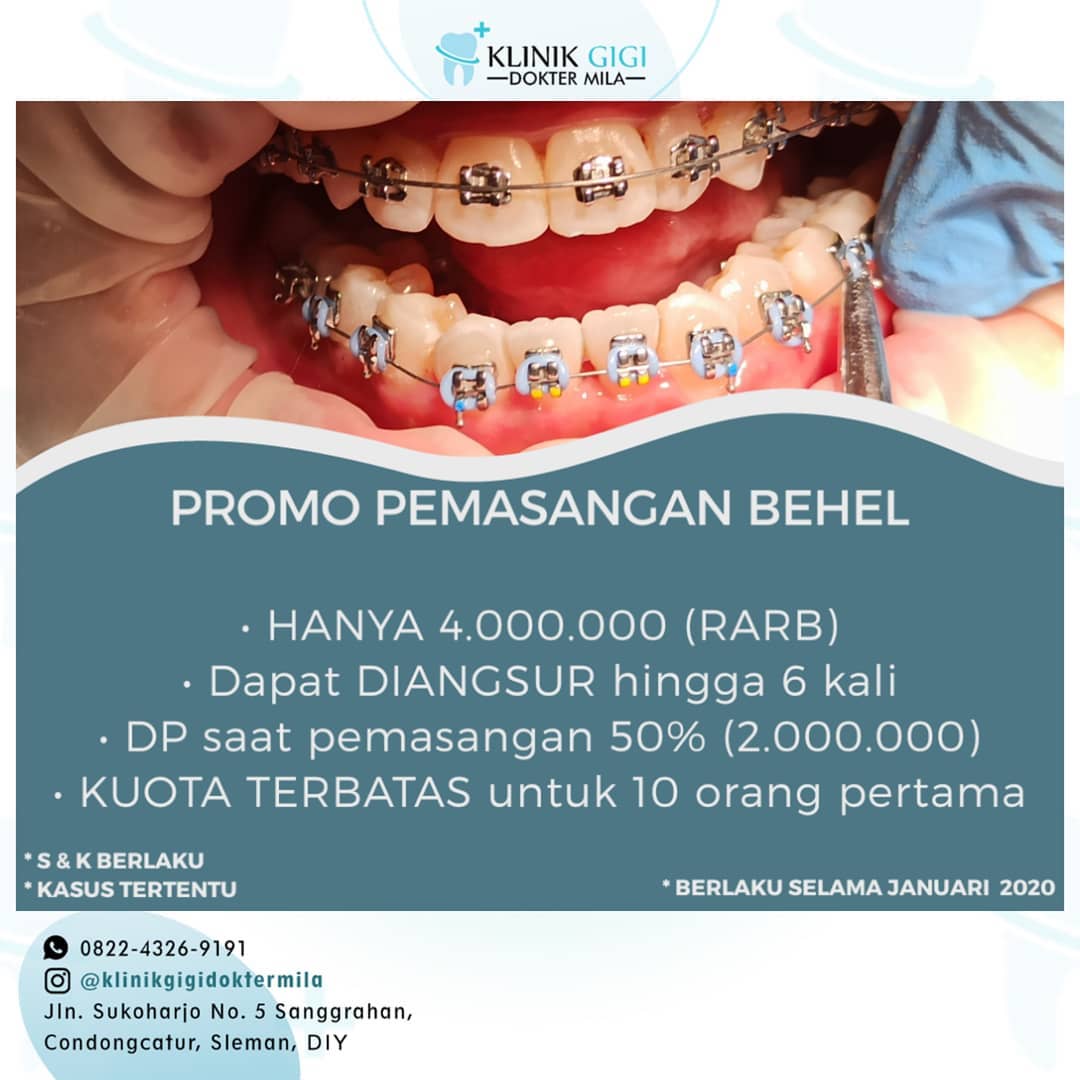 KLINIK GIGI
DOKTER MILA
PROMO PEMASANGAN BEHEL
• HANYA 4.000.000 (RARB)
• Dapat DIANGSUR hingga 6 kali
• DP saat pemasangan 50% (2.000.000)
• KUOTA TERBATAS untuk 10 orang pertama
* S & K BERLAKU
* KASUS TERTENTU
* BERLAKU SELAMA JANUARI 2020
0822-4326-9191
@klinikgigidoktermila
Jln. Sukoharjo No. 5 Sanggrahan,
Condongcatur, Sleman, DIY